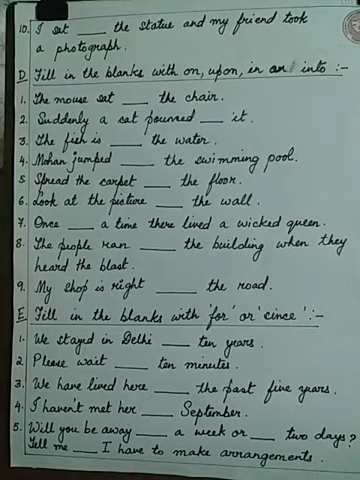 10. I sat ___ the statue and my friend took
a photograph.
D. Fill in the blanks with on, upon, in or into :-
1. The mouse sat ___ the chair.
2. Suddenly a cat pounced ___ it.
3. The fish is ___ the water.
4. Mohan jumped ___ the swimming pool.
5. Spread the carpet ___ the floor.
6. Look at the picture ___ the wall.
7. Once ___ a time there lived a wicked queen.
8. The people ran ___ the building when they
heard the blast.
9. My shop is right ___ the road.
E. Fill in the blanks with 'for' or 'since' :-
1. We stayed in Delhi ___ ten years.
2. Please wait ___ ten minutes.
3. We have lived here ___ the past five years.
4. I haven't met her ___ September.
5. Will you be away ___ a week or ___ two days?
Tell me ___ I have to make arrangements.